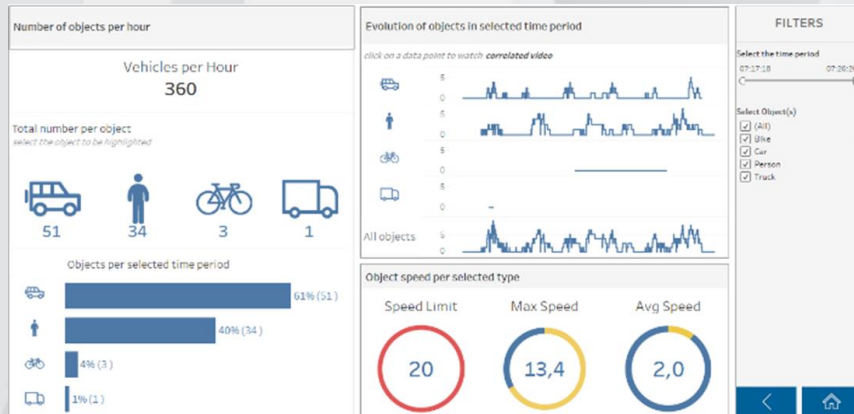 Number of objects per hour
Vehicles per Hour
360
Total number per object
select the object to be highlighted
51
34
3
1
Objects per selected time period
61% (51)
40% (34)
4% (3)
1% (1)
Evolution of objects in selected time period
click on a data point to watch correlated video
5
0
5
0
5
0
5
0
All objects
5
0
Object speed per selected type
Speed Limit
Max Speed
Avg Speed
20
13,4
2,0
FILTERS
Select the time period
07:17:18
Select Object(s)
(All)
Bike
Car
Person
Truck